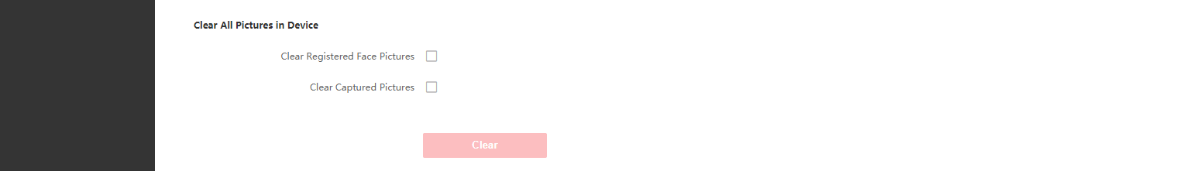 Clear All Pictures in Device
Clear Registered Face Pictures
Clear Captured Pictures
Clear